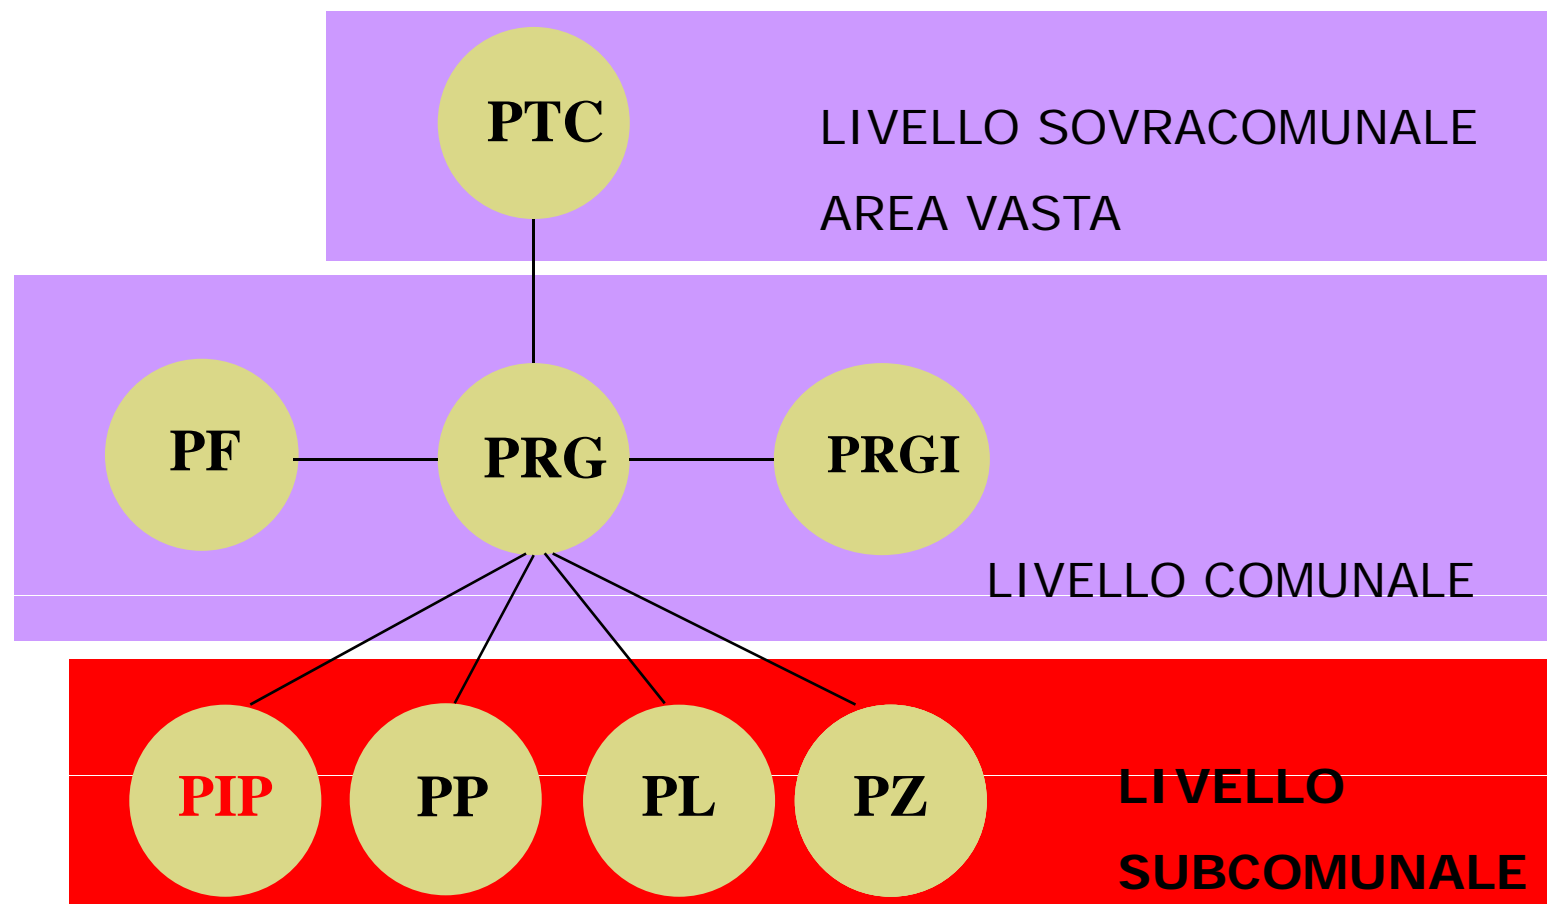 PTC
LIVELLO SOVRACOMUNALE
AREA VASTA
PF
PRG
PRGI
LIVELLO COMUNALE
PIP
PP
PL
PZ
LIVELLO
SUBCOMUNALE